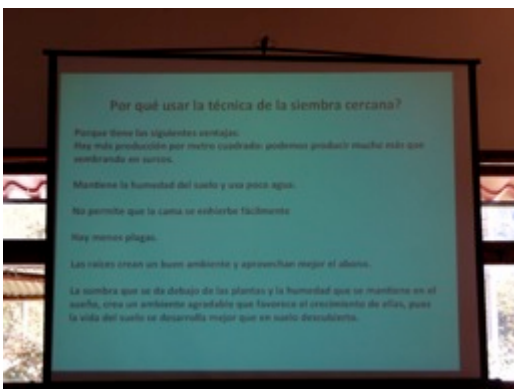 Por qué usar la técnica de la siembra cercana?
Porque tiene las siguientes ventajas.
Hay más producción por metro cuadrado: podemos producir mucho más que
sembrando en surcos.
Mantiene la humedad del suelo y usa poco agua.
No permite que la cama se enhierbe fácilmente
Hay menos plagas.
Las raíces crean un buen ambiente y aprovechan mejor el abono.
La sombra que se da debajo de las plantas y la humedad que se mantiene en el
sueño, crea un ambiente agradable que favorece el crecimiento de ellas, pues
la vida del suelo se desarrolla mejor que en suelo descubierto.